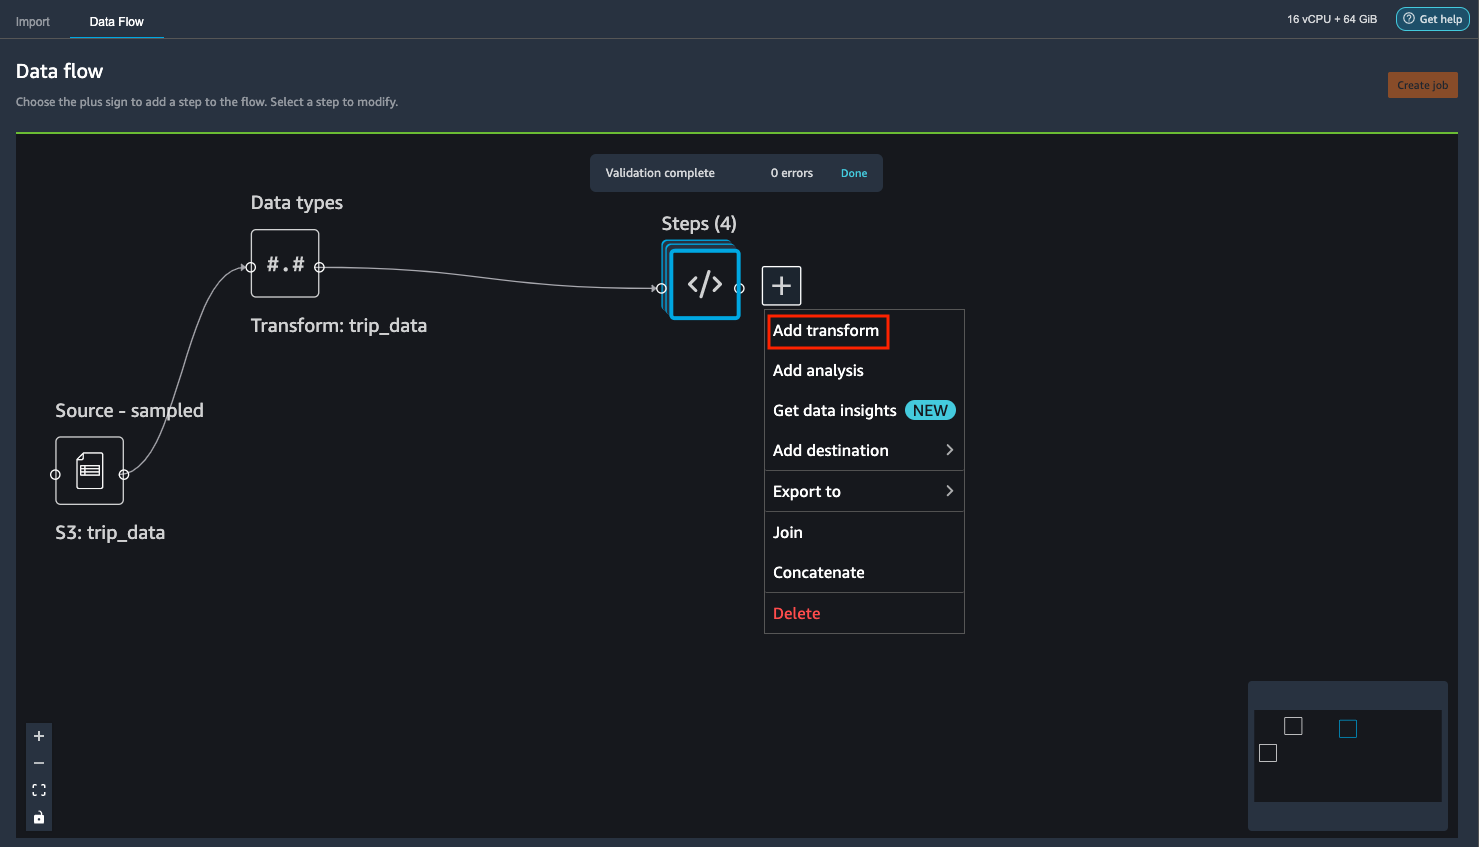 Import
Data Flow
16 vCPU + 64 GiB
Get help
Data flow
Choose the plus sign to add a step to the flow. Select a step to modify.
Create job
Validation complete
0 errors
Done
Data types
#.#
Transform: trip_data
Steps (4)
</>
Add transform
Add analysis
Get data insights NEW
Add destination
Export to
Join
Concatenate
Delete
Source - sampled
S3: trip_data